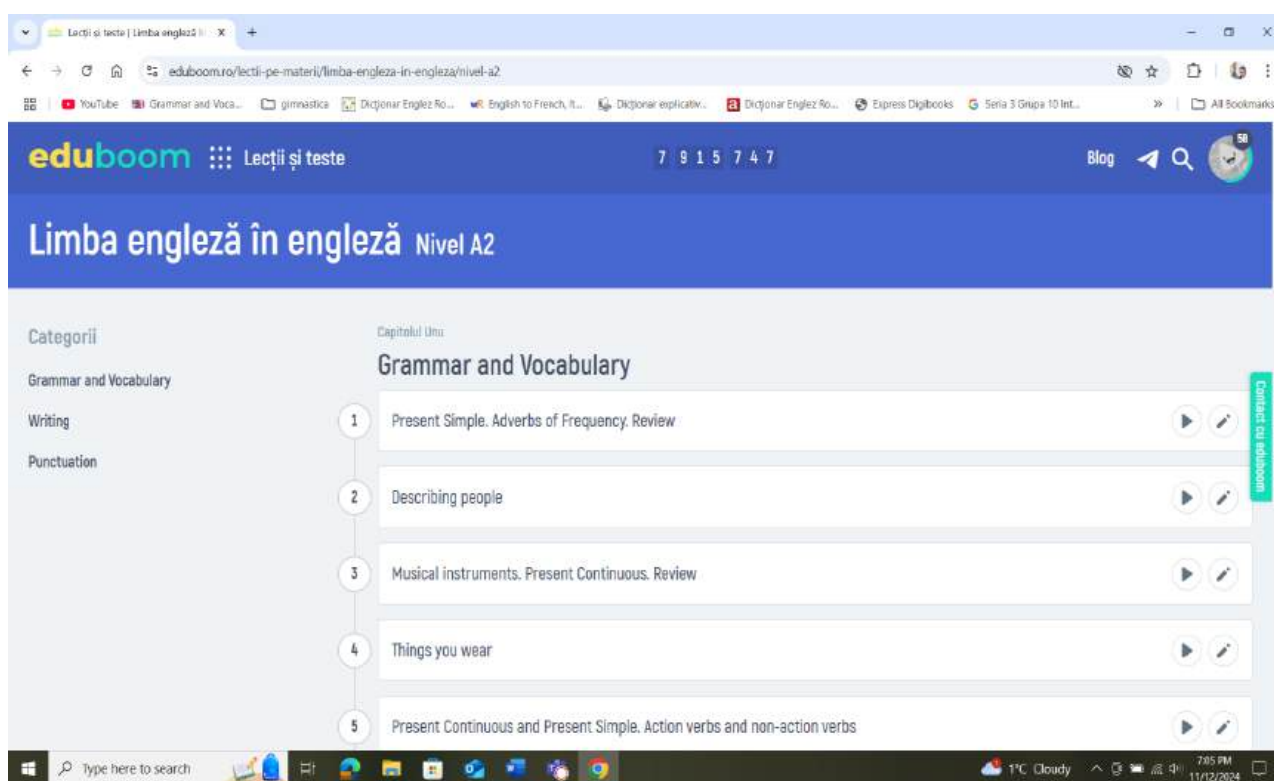 Lecții și teste | Limba engleză în
eduboom.ro/lectii-pe-materii/limba-engleza-in-engleza/nivel-a2
YouTube Grammar and Voca... gimnastica Dicționar Englez Ro... English to French, It... Dicționar explicativ... Dicționar Englez Ro... Express Digibooks Seria 3 Grupa 10 Int... All Bookmarks
eduboom Lecții și teste 7 9 1 5 7 4 7 Blog 58
Limba engleză în engleză Nivel A2
Categorii
Grammar and Vocabulary
Writing
Punctuation
Capitolul Unu
Grammar and Vocabulary
1 Present Simple. Adverbs of Frequency. Review
2 Describing people
3 Musical instruments. Present Continuous. Review
4 Things you wear
5 Present Continuous and Present Simple. Action verbs and non-action verbs
Contact cu eduboom
Type here to search 1°C Cloudy 7:05 PM
11/12/2024